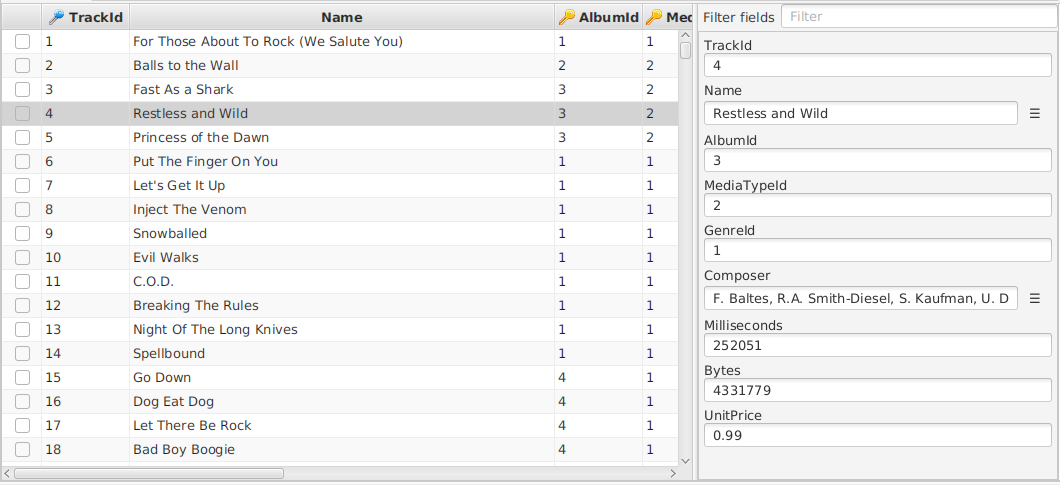 TrackId Name AlbumId Med
1 For Those About To Rock (We Salute You) 1 1
2 Balls to the Wall 2 2
3 Fast As a Shark 3 2
4 Restless and Wild 3 2
5 Princess of the Dawn 3 2
6 Put The Finger On You 1 1
7 Let's Get It Up 1 1
8 Inject The Venom 1 1
9 Snowballed 1 1
10 Evil Walks 1 1
11 C.O.D. 1 1
12 Breaking The Rules 1 1
13 Night Of The Long Knives 1 1
14 Spellbound 1 1
15 Go Down 4 1
16 Dog Eat Dog 4 1
17 Let There Be Rock 4 1
18 Bad Boy Boogie 4 1
Filter fields Filter
TrackId
4
Name
Restless and Wild
AlbumId
3
MediaTypeId
2
GenreId
1
Composer
F. Baltes, R.A. Smith-Diesel, S. Kaufman, U. D
Milliseconds
252051
Bytes
4331779
UnitPrice
0.99